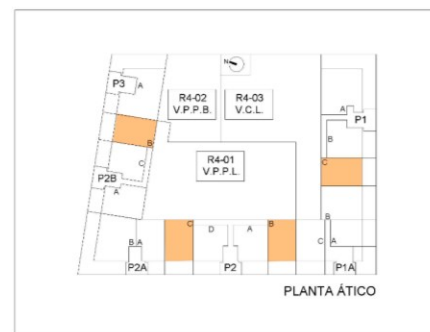 N
P3
A
R4-02
V.P.P.B.
R4-03
V.C.L.
A
P1
B
B
C
C
R4-01
V.P.P.L.
P2B
A
C
D
A
B
B
B A
C
A
P2A
P2
P1A
PLANTA ÁTICO